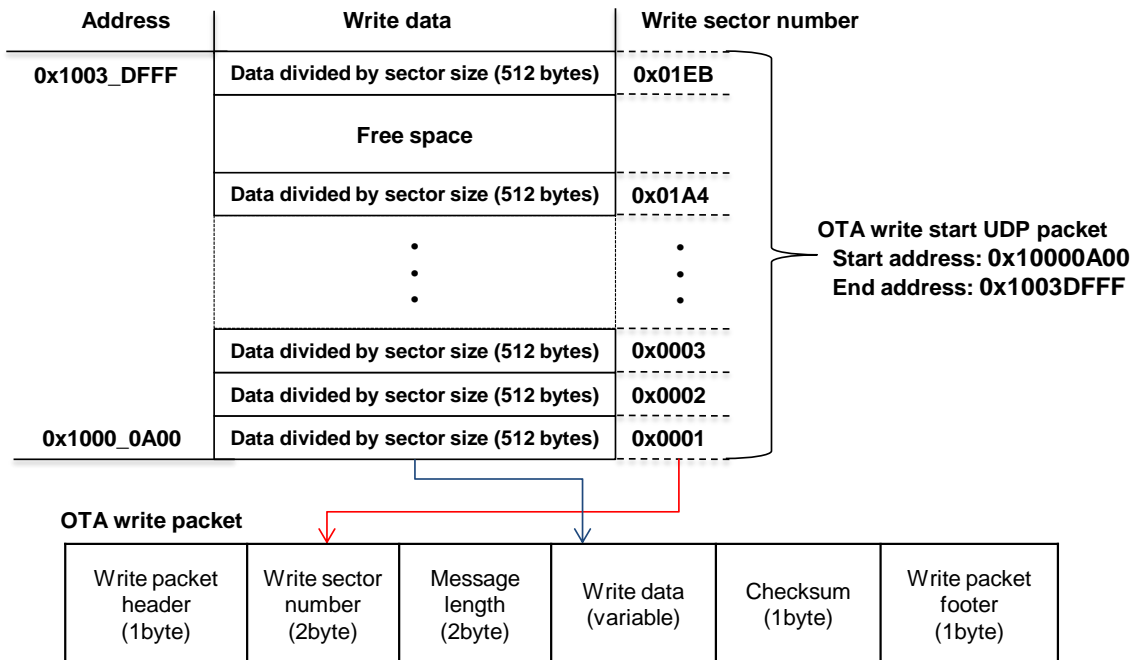 Address Write data Write sector number
0x1003_DFFF Data divided by sector size (512 bytes) 0x01EB
Free space
Data divided by sector size (512 bytes) 0x01A4
OTA write start UDP packet
Start address: 0x10000A00
End address: 0x1003DFFF
Data divided by sector size (512 bytes) 0x0003
Data divided by sector size (512 bytes) 0x0002
0x1000_0A00 Data divided by sector size (512 bytes) 0x0001
OTA write packet
Write packet
header
(1byte)
Write sector
number
(2byte)
Message
length
(2byte)
Write data
(variable)
Checksum
(1byte)
Write packet
footer
(1byte)